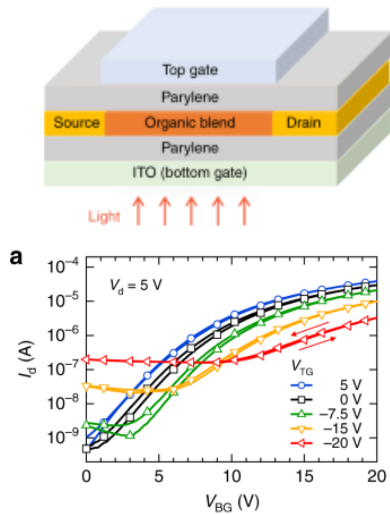 Top gate
Parylene
Source Organic blend Drain
Parylene
ITO (bottom gate)
Light
a
V_d = 5 V
10⁻⁴
10⁻⁵
10⁻⁶
10⁻⁷
10⁻⁸
10⁻⁹
I_d (A)
V_TG
5 V
0 V
−7.5 V
−15 V
−20 V
0 5 10 15 20
V_BG (V)